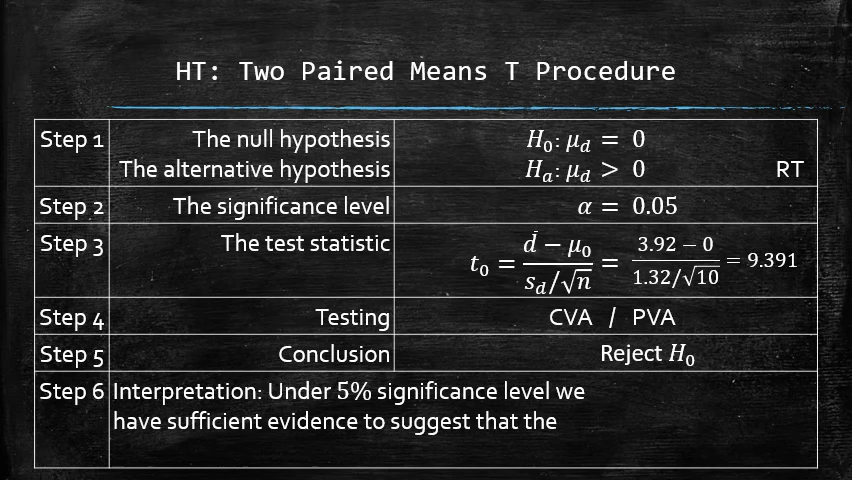 HT: Two Paired Means T Procedure
Step 1 The null hypothesis H₀: μ_d = 0
The alternative hypothesis Hₐ: μ_d > 0 RT
Step 2 The significance level α = 0.05
Step 3 The test statistic t₀ = (d̄ − μ₀)/(s_d/√n) = (3.92 − 0)/(1.32/√10) = 9.391
Step 4 Testing CVA / PVA
Step 5 Conclusion Reject H₀
Step 6 Interpretation: Under 5% significance level we
have sufficient evidence to suggest that the